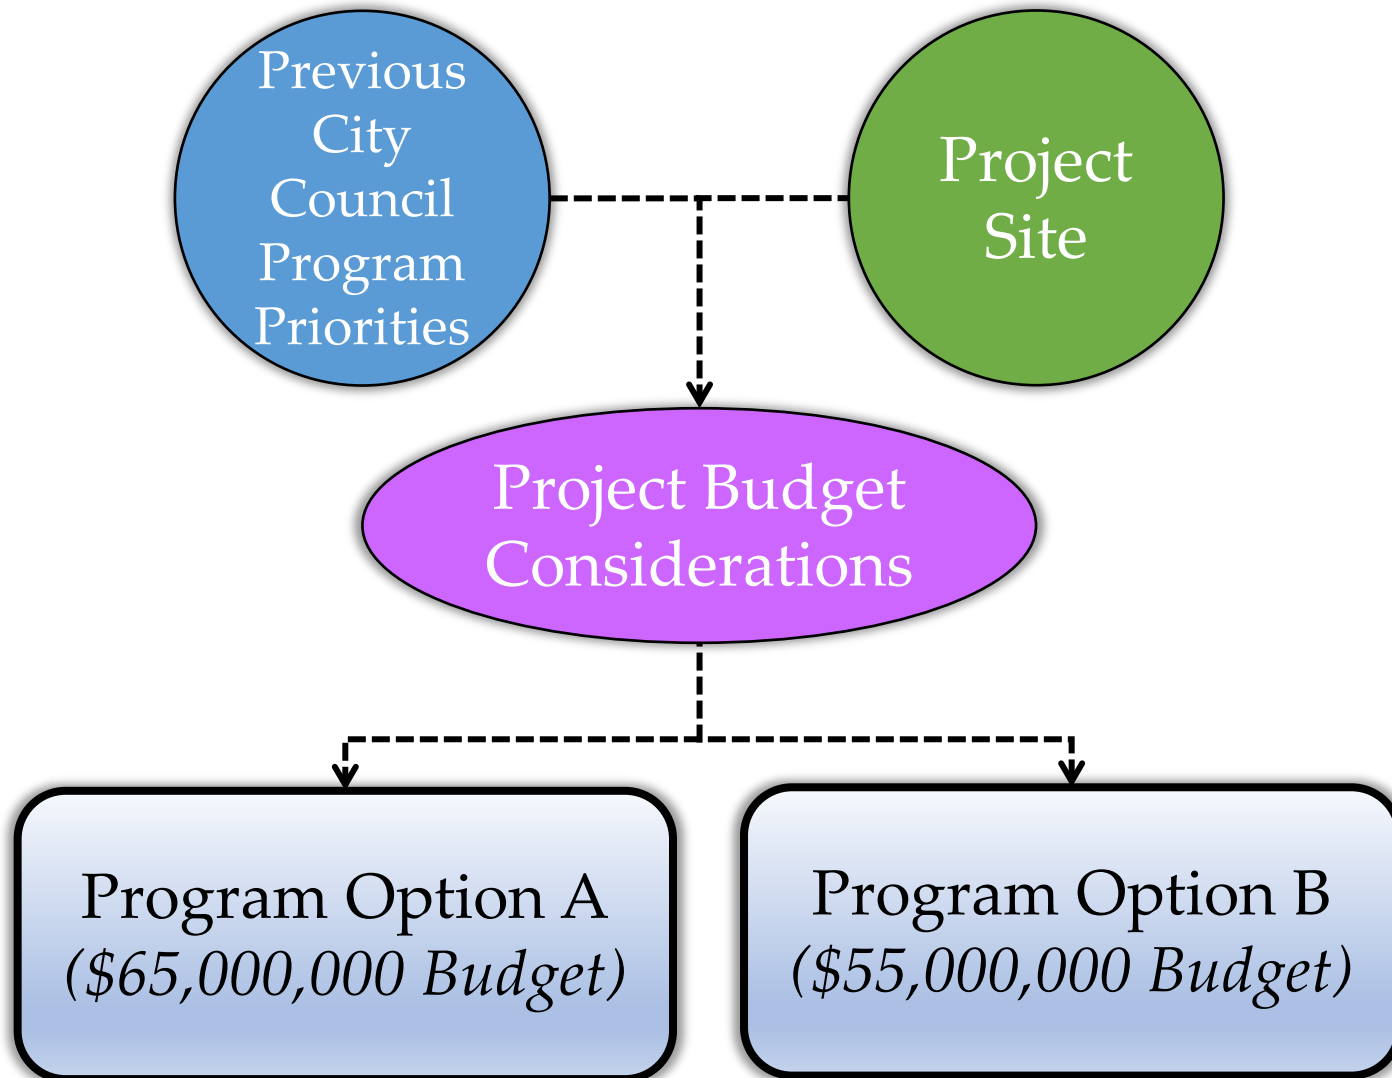 Previous
City
Council
Program
Priorities
Project
Site
Project Budget
Considerations
Program Option A
($65,000,000 Budget)
Program Option B
($55,000,000 Budget)